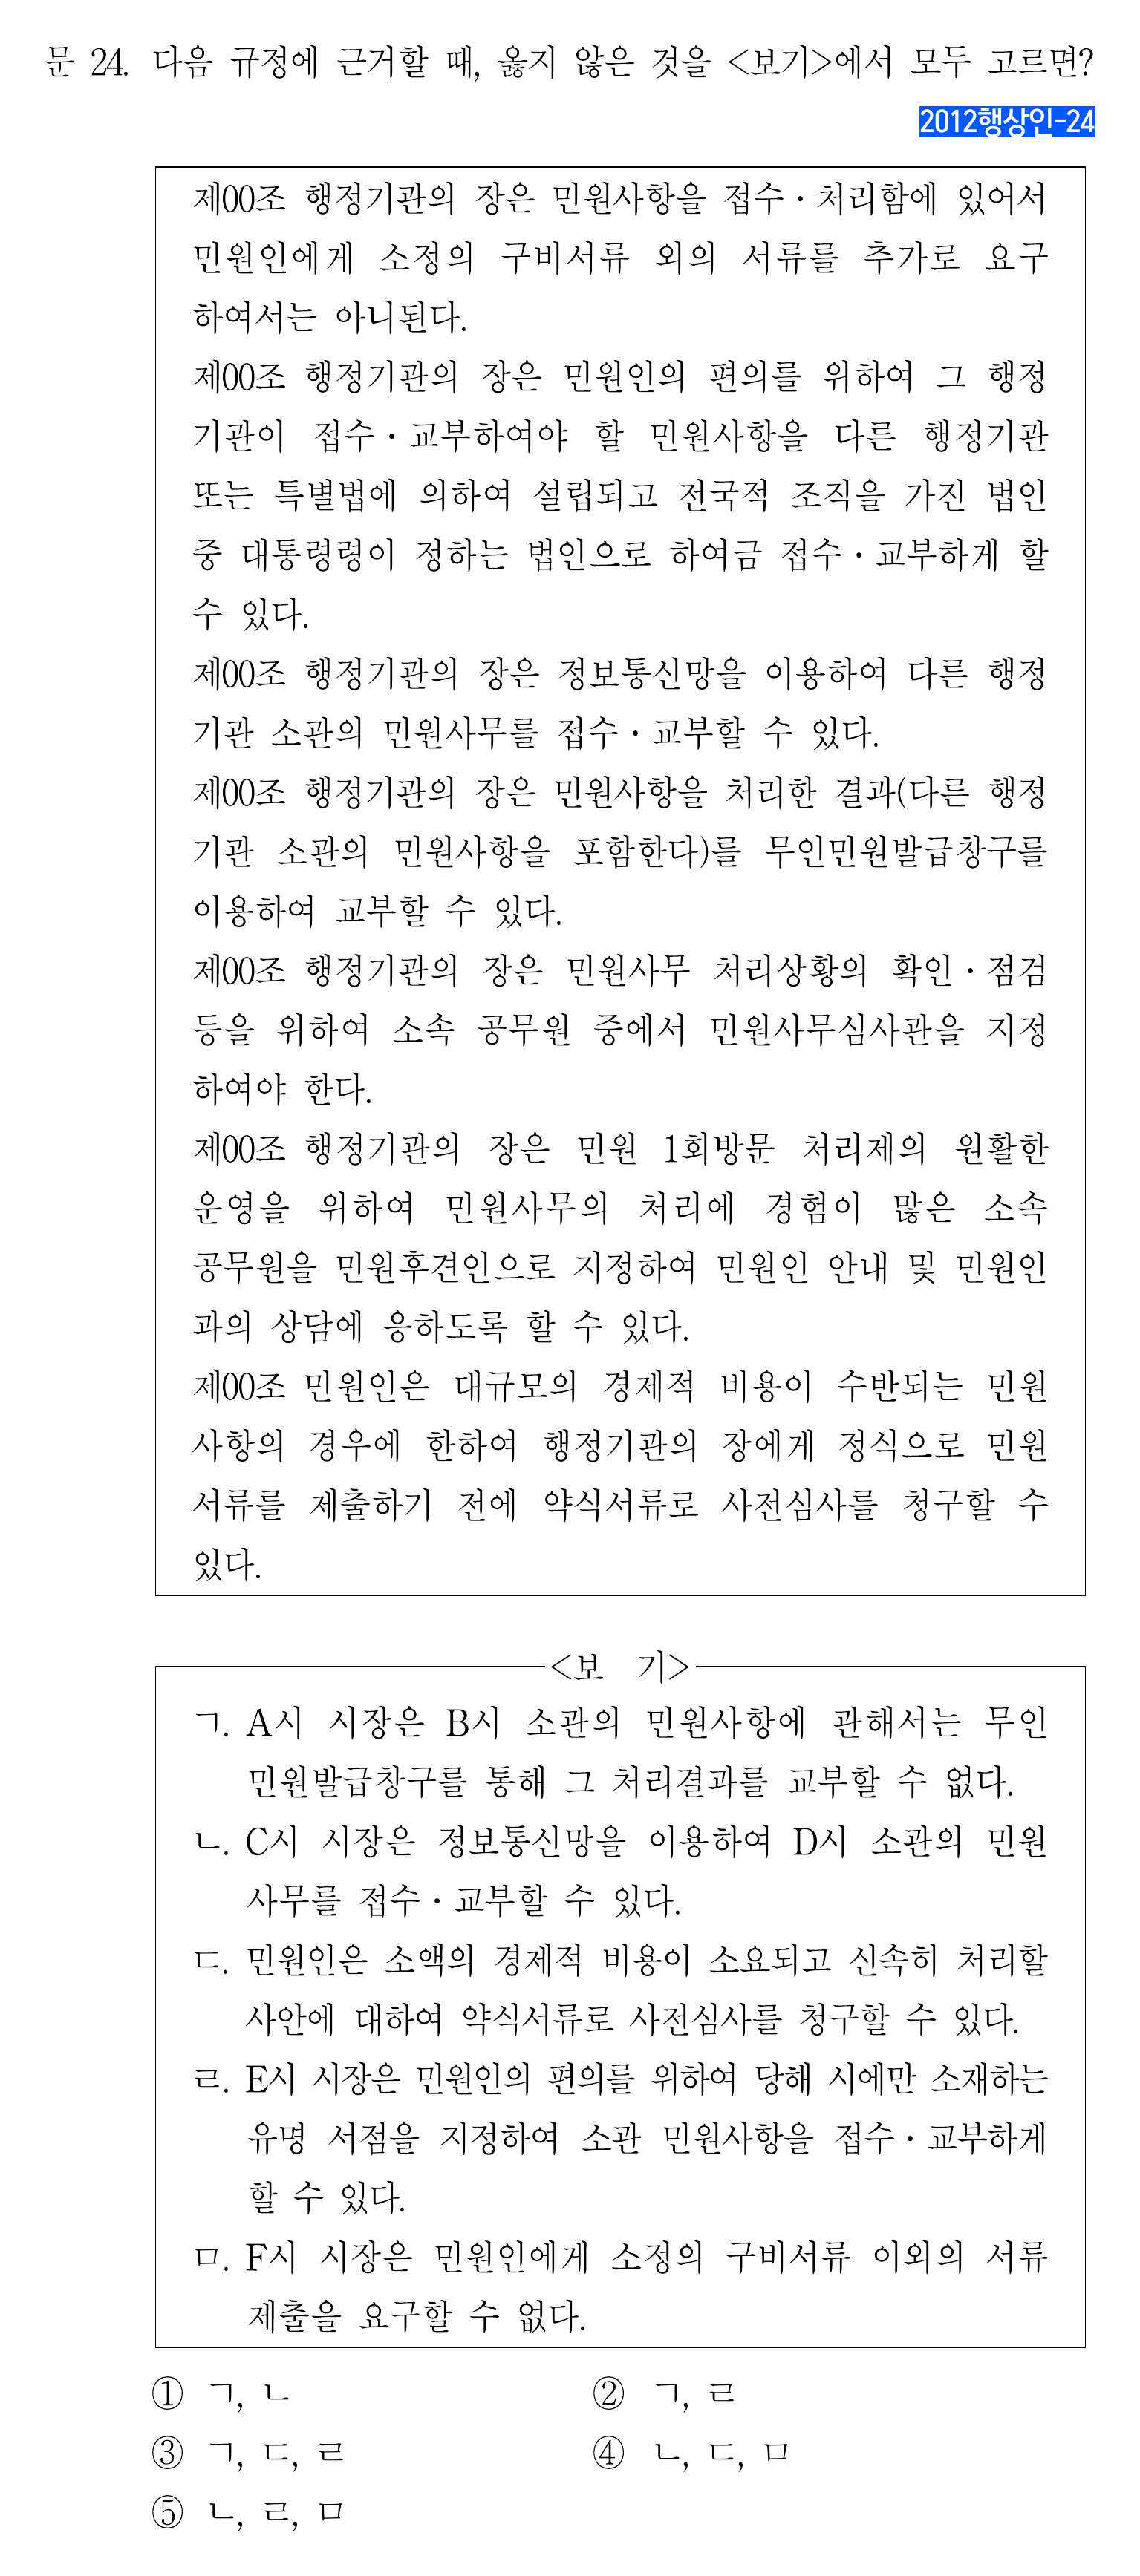 문 24. 다음 규정에 근거할 때, 옳지 않은 것을 <보기>에서 모두 고르면?
2012행상인-24
제00조 행정기관의 장은 민원사항을 접수·처리함에 있어서
민원인에게 소정의 구비서류 외의 서류를 추가로 요구
하여서는 아니된다.
제00조 행정기관의 장은 민원인의 편의를 위하여 그 행정
기관이 접수·교부하여야 할 민원사항을 다른 행정기관
또는 특별법에 의하여 설립되고 전국적 조직을 가진 법인
중 대통령령이 정하는 법인으로 하여금 접수·교부하게 할
수 있다.
제00조 행정기관의 장은 정보통신망을 이용하여 다른 행정
기관 소관의 민원사무를 접수·교부할 수 있다.
제00조 행정기관의 장은 민원사항을 처리한 결과(다른 행정
기관 소관의 민원사항을 포함한다)를 무인민원발급창구를
이용하여 교부할 수 있다.
제00조 행정기관의 장은 민원사무 처리상황의 확인·점검
등을 위하여 소속 공무원 중에서 민원사무심사관을 지정
하여야 한다.
제00조 행정기관의 장은 민원 1회방문 처리제의 원활한
운영을 위하여 민원사무의 처리에 경험이 많은 소속
공무원을 민원후견인으로 지정하여 민원인 안내 및 민원인
과의 상담에 응하도록 할 수 있다.
제00조 민원인은 대규모의 경제적 비용이 수반되는 민원
사항의 경우에 한하여 행정기관의 장에게 정식으로 민원
서류를 제출하기 전에 약식서류로 사전심사를 청구할 수
있다.
<보 기>
ㄱ. A시 시장은 B시 소관의 민원사항에 관해서는 무인
민원발급창구를 통해 그 처리결과를 교부할 수 없다.
ㄴ. C시 시장은 정보통신망을 이용하여 D시 소관의 민원
사무를 접수·교부할 수 있다.
ㄷ. 민원인은 소액의 경제적 비용이 소요되고 신속히 처리할
사안에 대하여 약식서류로 사전심사를 청구할 수 있다.
ㄹ. E시 시장은 민원인의 편의를 위하여 당해 시에만 소재하는
유명 서점을 지정하여 소관 민원사항을 접수·교부하게
할 수 있다.
ㅁ. F시 시장은 민원인에게 소정의 구비서류 이외의 서류
제출을 요구할 수 없다.
① ㄱ, ㄴ ② ㄱ, ㄹ
③ ㄱ, ㄷ, ㄹ ④ ㄴ, ㄷ, ㅁ
⑤ ㄴ, ㄹ, ㅁ